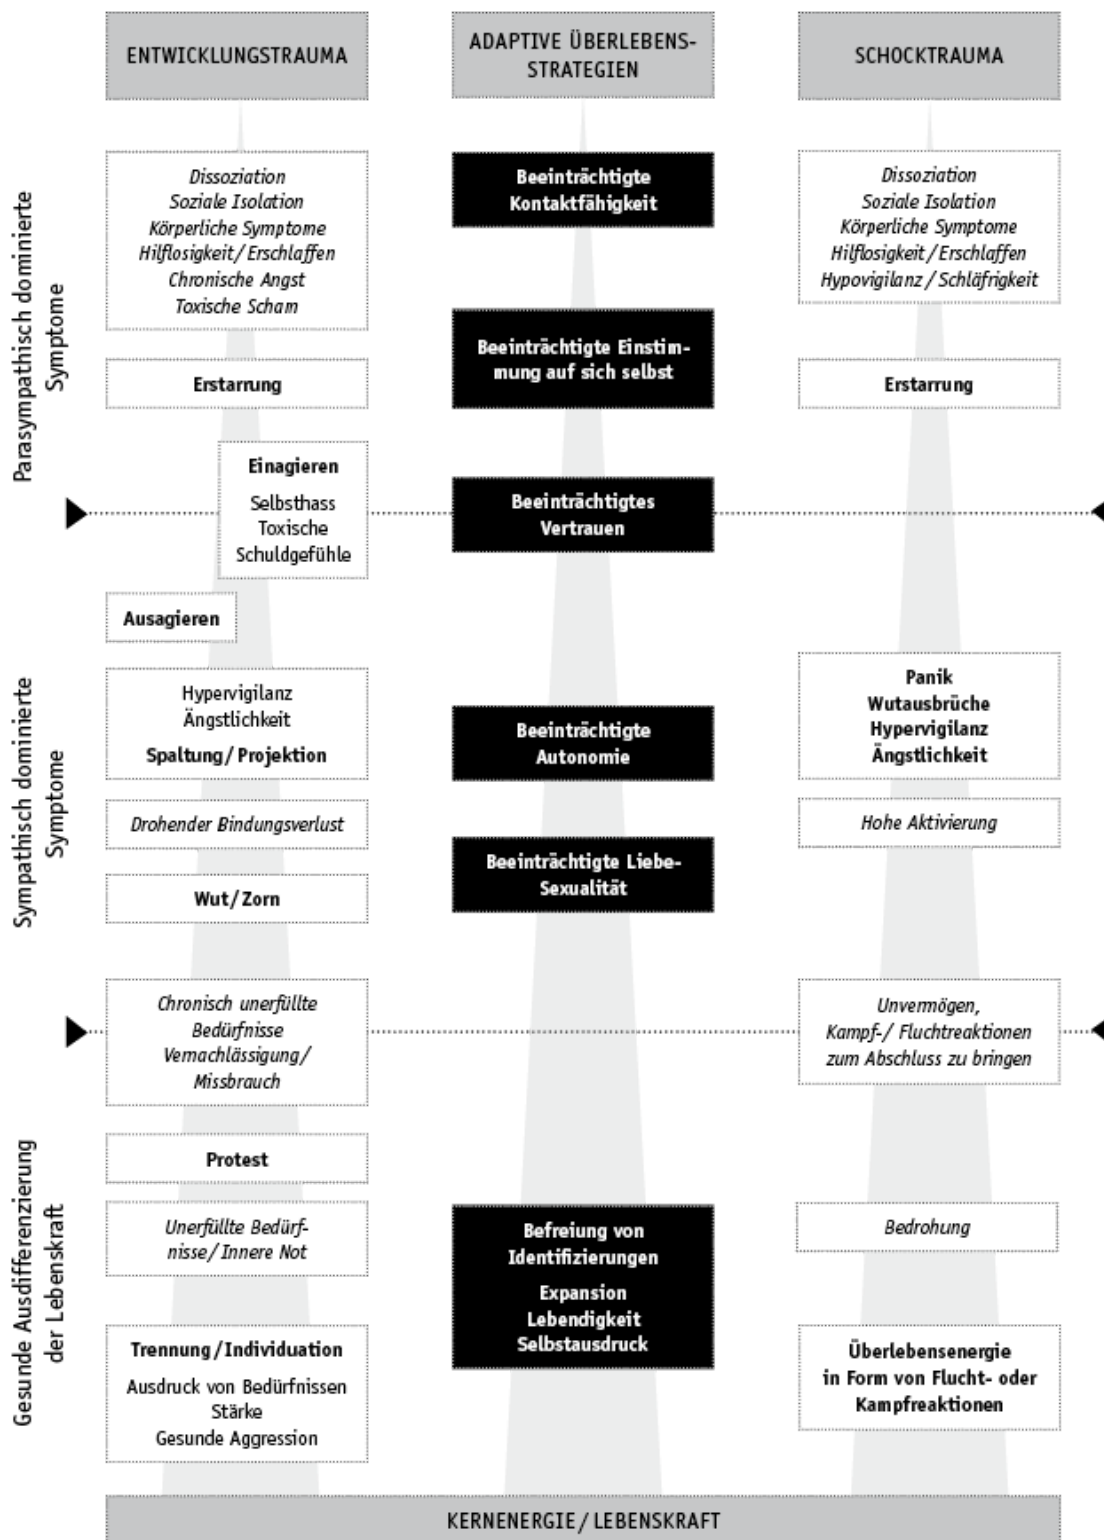 ENTWICKLUNGSTRAUMA
ADAPTIVE ÜBERLEBENS-
STRATEGIEN
SCHOCKTRAUMA
Parasympathisch dominierte
Symptome
Dissoziation
Soziale Isolation
Körperliche Symptome
Hilflosigkeit/Erschlaffen
Chronische Angst
Toxische Scham
Erstarrung
Einagieren
Selbsthass
Toxische
Schuldgefühle
Beeinträchtigte
Kontaktfähigkeit
Beeinträchtigte Einstim-
mung auf sich selbst
Beeinträchtigtes
Vertrauen
Dissoziation
Soziale Isolation
Körperliche Symptome
Hilflosigkeit/Erschlaffen
Hypovigilanz/Schläfrigkeit
Erstarrung
Sympathisch dominierte
Symptome
Ausagieren
Hypervigilanz
Ängstlichkeit
Spaltung/Projektion
Drohender Bindungsverlust
Wut/Zorn
Beeinträchtigte
Autonomie
Beeinträchtigte Liebe-
Sexualität
Panik
Wutausbrüche
Hypervigilanz
Ängstlichkeit
Hohe Aktivierung
Chronisch unerfüllte
Bedürfnisse
Vernachlässigung/
Missbrauch
Unvermögen,
Kampf-/ Fluchtreaktionen
zum Abschluss zu bringen
Gesunde Ausdifferenzierung
der Lebenskraft
Protest
Unerfüllte Bedürf-
nisse/Innere Not
Trennung/Individuation
Ausdruck von Bedürfnissen
Stärke
Gesunde Aggression
Befreiung von
Identifizierungen
Expansion
Lebendigkeit
Selbstausdruck
Bedrohung
Überlebensenergie
in Form von Flucht- oder
Kampfreaktionen
KERNENERGIE/LEBENSKRAFT